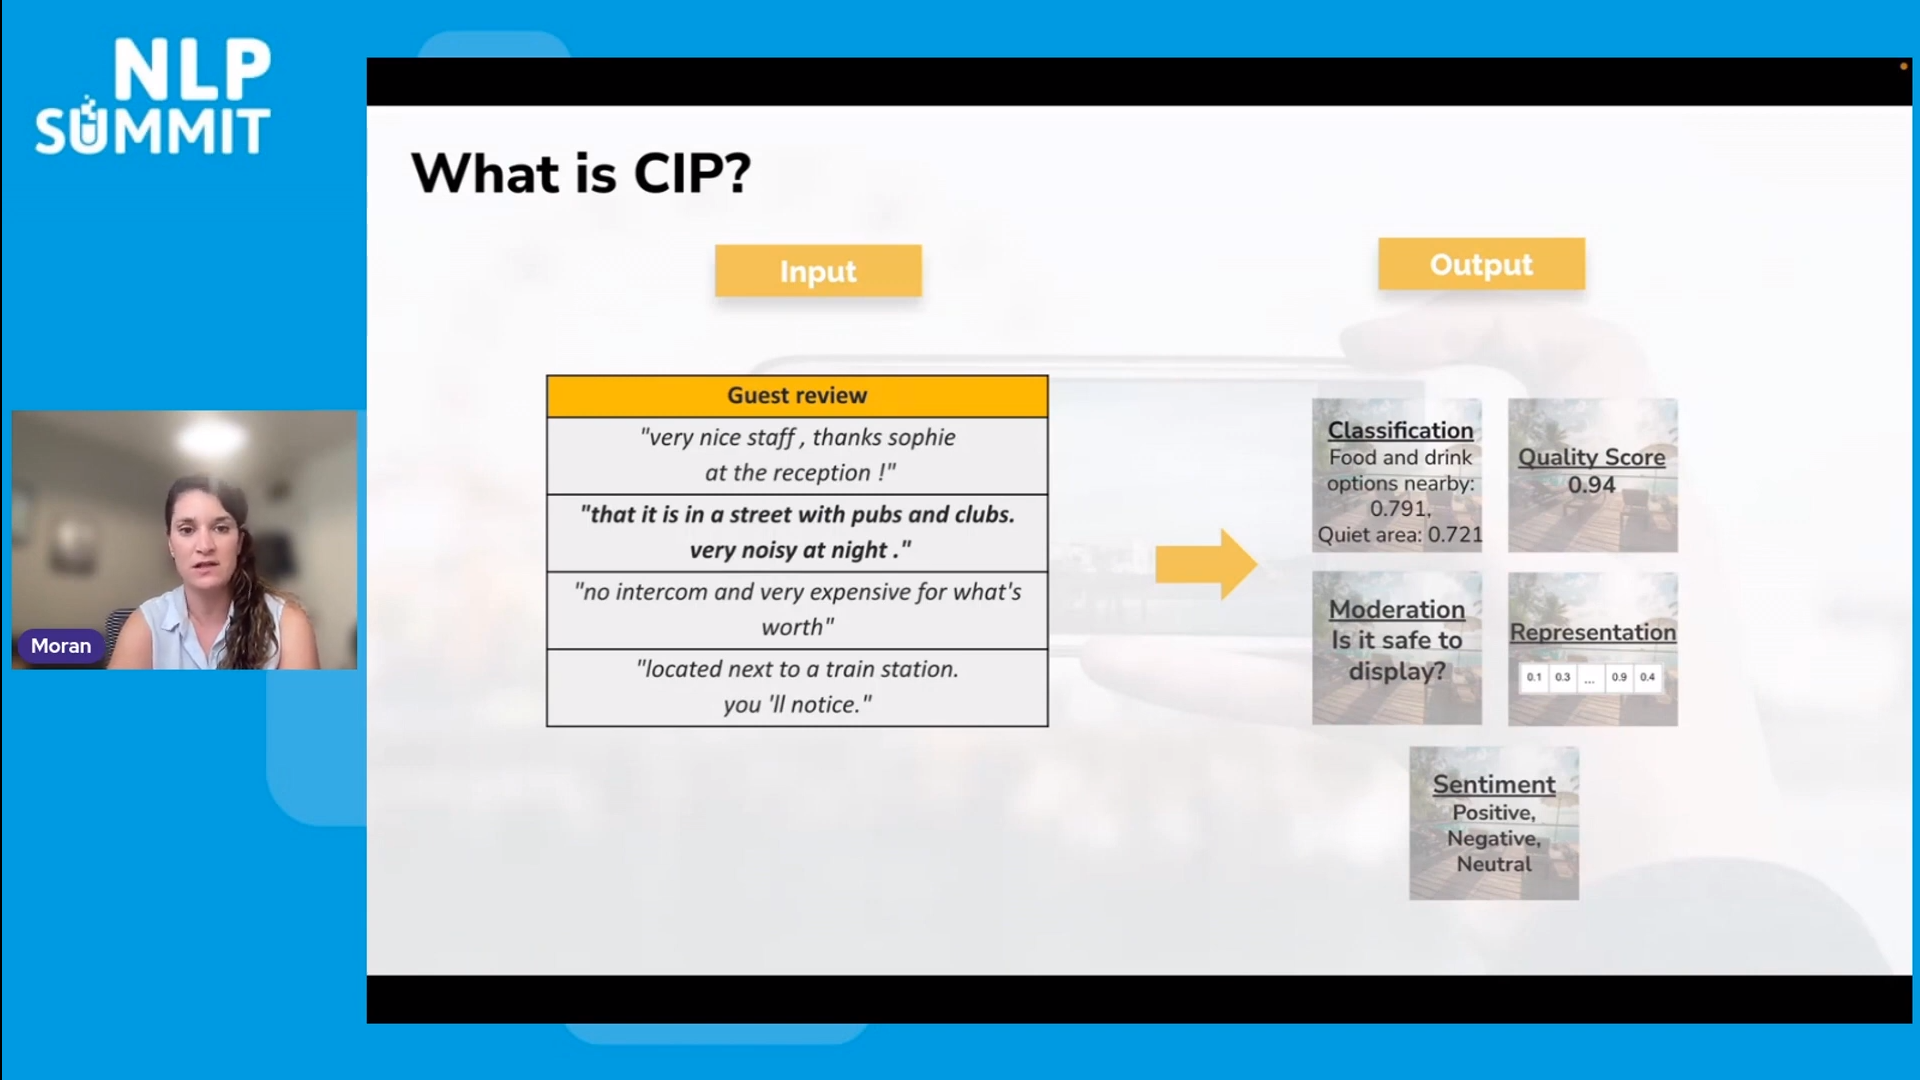 NLP
SUMMIT
Moran
What is CIP?
Input
Guest review
"very nice staff , thanks sophie
at the reception !"
"that it is in a street with pubs and clubs.
very noisy at night ."
"no intercom and very expensive for what's
worth"
"located next to a train station.
you 'll notice."
Output
Classification
Food and drink
options nearby:
0.791,
Quiet area: 0.721
Quality Score
0.94
Moderation
Is it safe to
display?
Representation
0.1 0.3 ... 0.9 0.4
Sentiment
Positive,
Negative,
Neutral